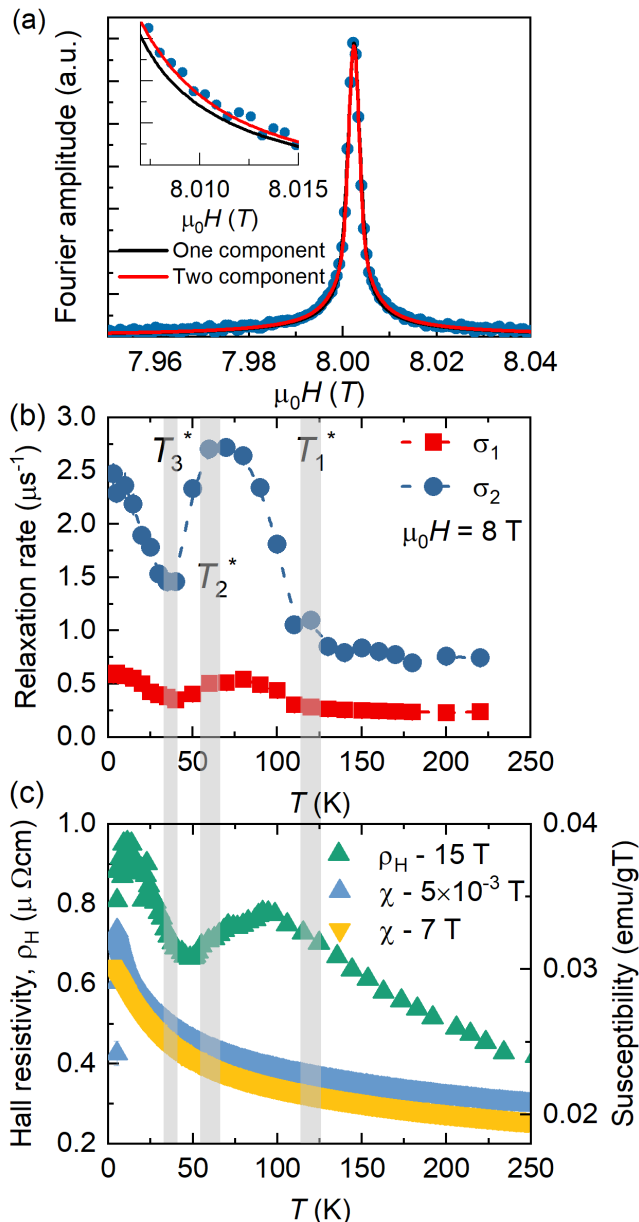 (a)
Fourier amplitude (a.u.)
8.010 8.015
μ₀H (T)
One component
Two component
7.96 7.98 8.00 8.02 8.04
μ₀H (T)
(b)
Relaxation rate (μs⁻¹)
3.0
2.5
2.0
1.5
1.0
0.5
0.0
T₃* T₁*
T₂*
σ₁
σ₂
μ₀H = 8 T
0 50 100 150 200 250
T (K)
(c)
Hall resistivity, ρ_H (μ Ωcm)
1.0
0.8
0.6
0.4
0.2
ρ_H - 15 T
χ - 5×10⁻³ T
χ - 7 T
0.04
0.03
0.02
Susceptibility (emu/gT)
0 50 100 150 200 250
T (K)